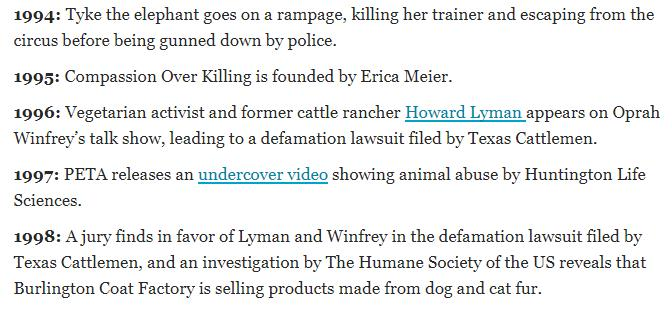 1994: Tyke the elephant goes on a rampage, killing her trainer and escaping from the
circus before being gunned down by police.
1995: Compassion Over Killing is founded by Erica Meier.
1996: Vegetarian activist and former cattle rancher Howard Lyman appears on Oprah
Winfrey’s talk show, leading to a defamation lawsuit filed by Texas Cattlemen.
1997: PETA releases an undercover video showing animal abuse by Huntington Life
Sciences.
1998: A jury finds in favor of Lyman and Winfrey in the defamation lawsuit filed by
Texas Cattlemen, and an investigation by The Humane Society of the US reveals that
Burlington Coat Factory is selling products made from dog and cat fur.